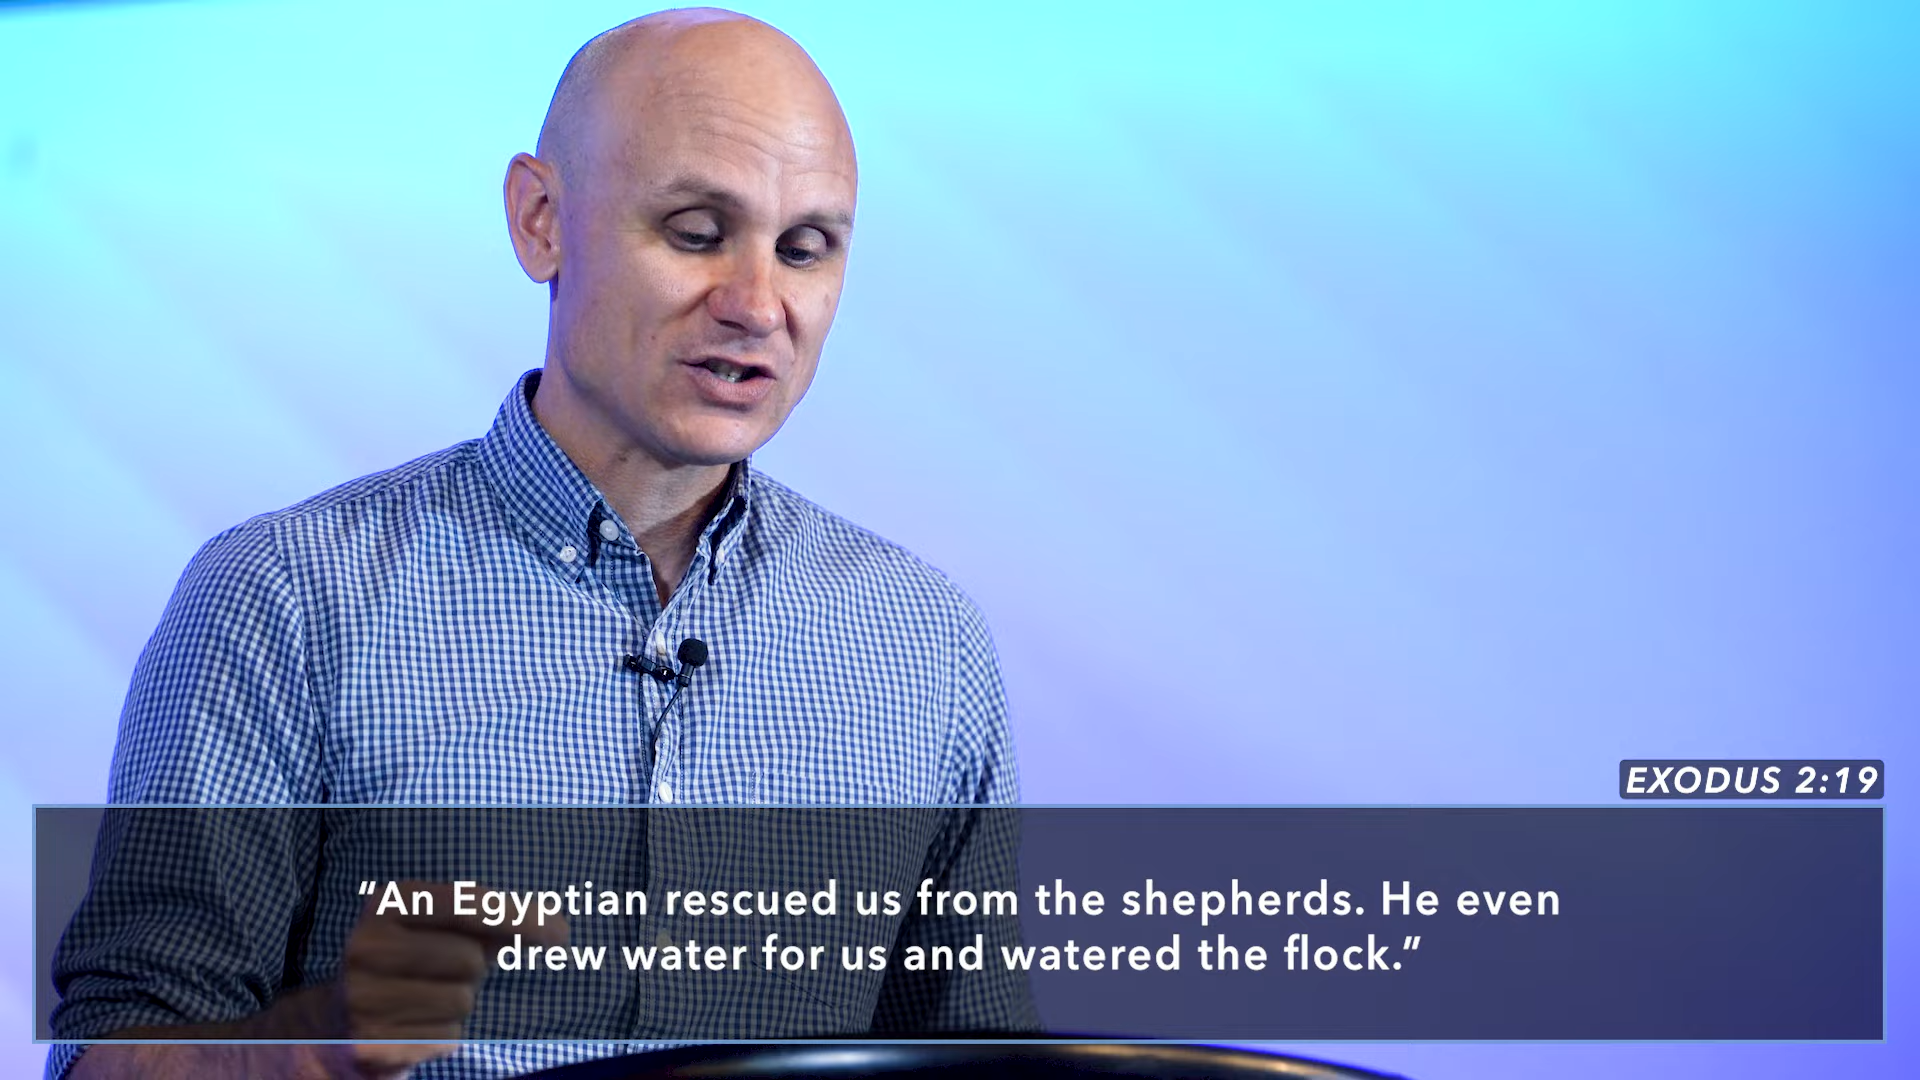 EXODUS 2:19
“An Egyptian rescued us from the shepherds. He even
drew water for us and watered the flock.”